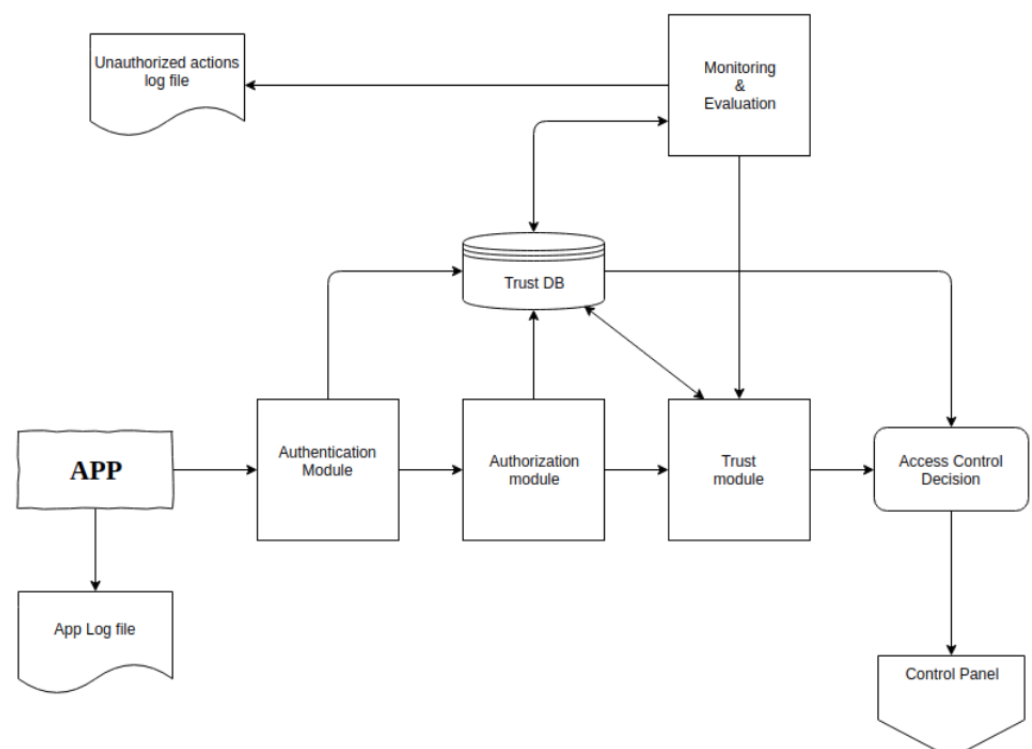 Unauthorized actions
log file
Monitoring
&
Evaluation
Trust DB
APP
Authentication
Module
Authorization
module
Trust
module
Access Control
Decision
App Log file
Control Panel